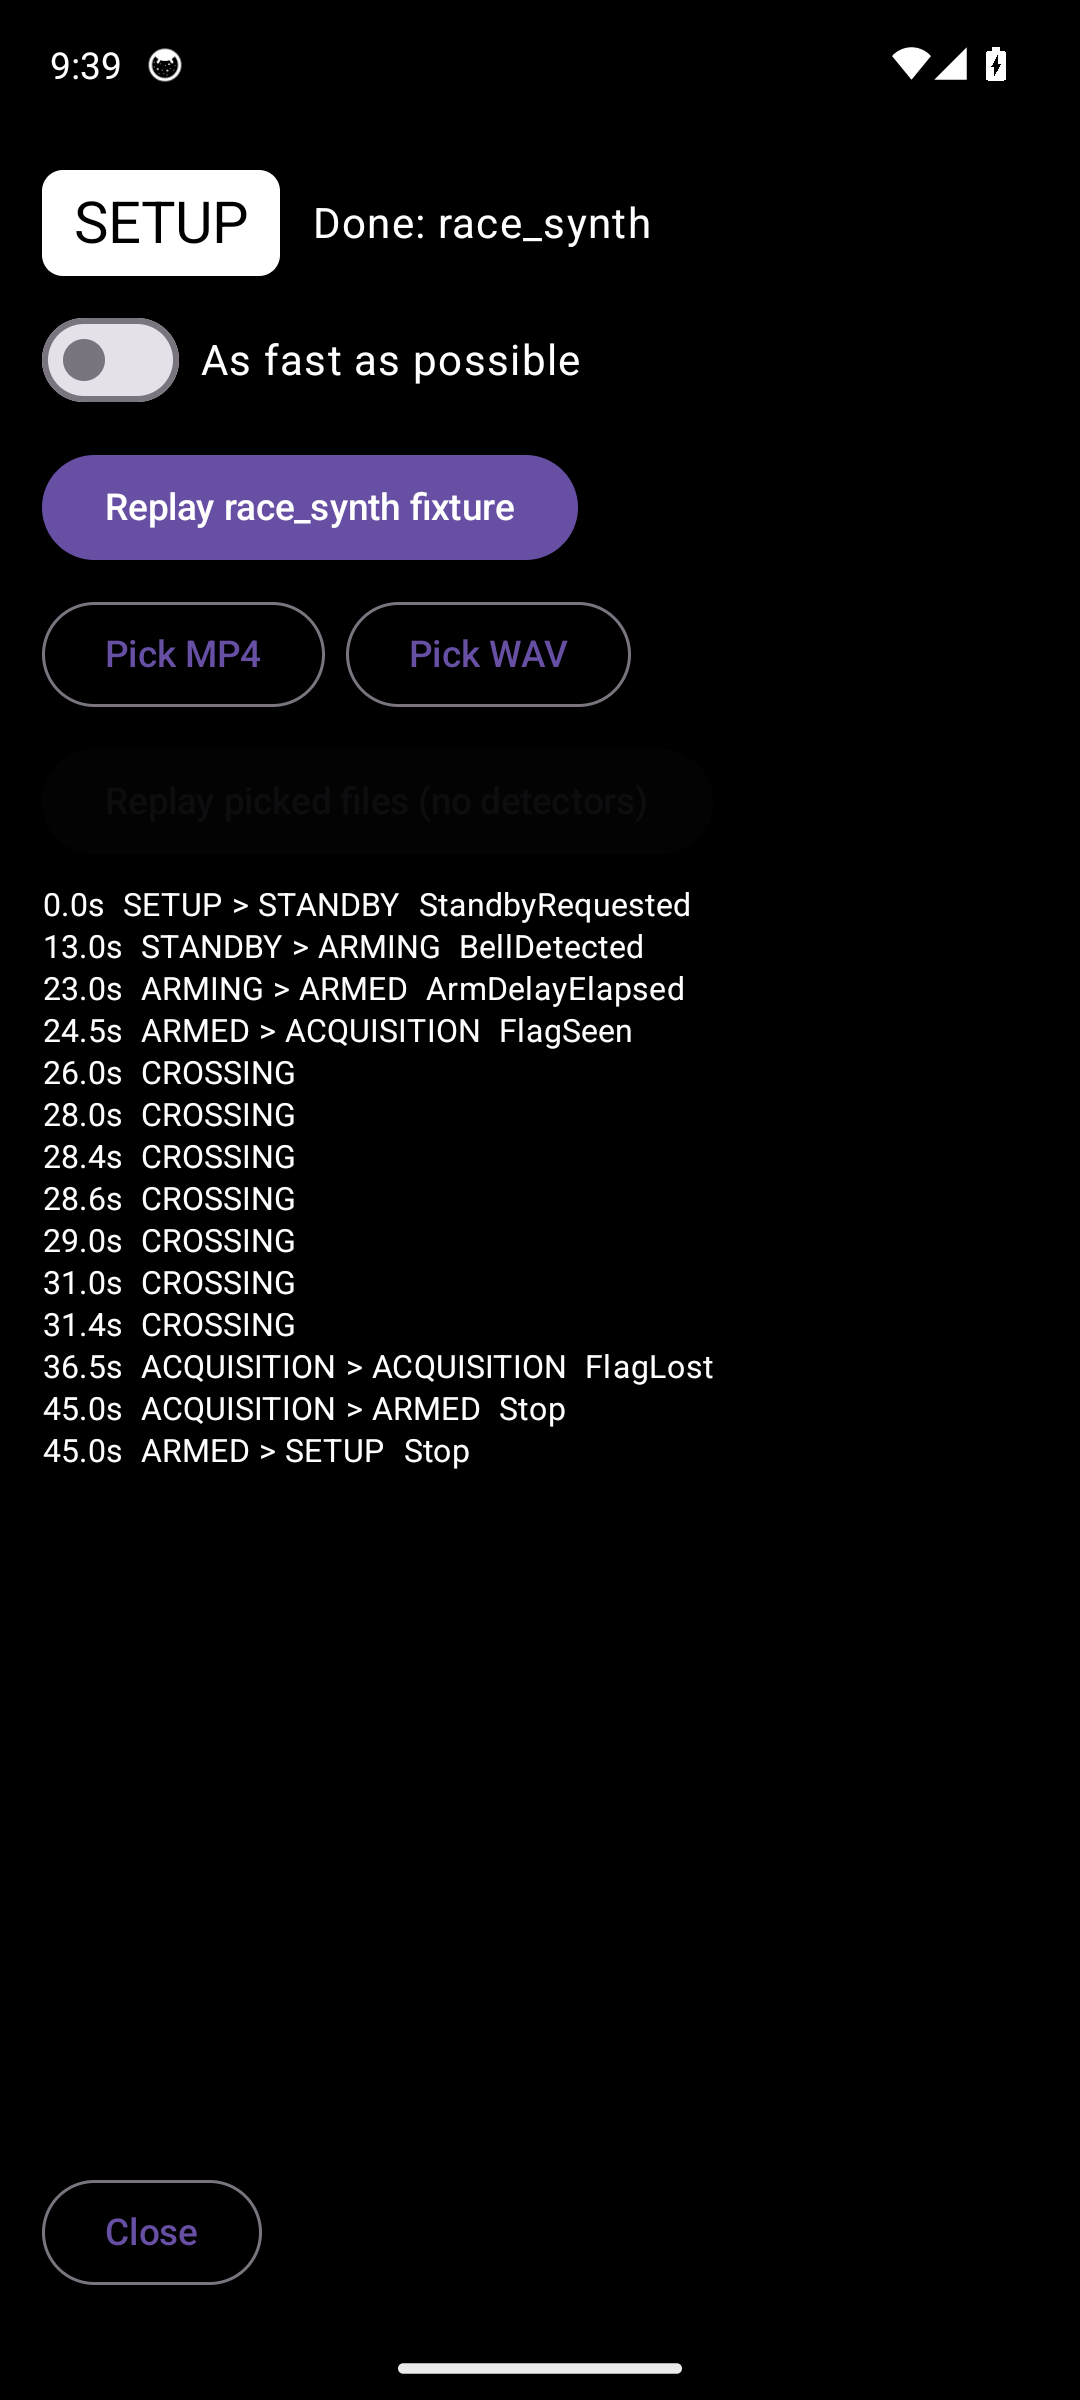 9:39
SETUP Done: race_synth
As fast as possible
Replay race_synth fixture
Pick MP4 Pick WAV
Replay picked files (no detectors)
0.0s SETUP > STANDBY StandbyRequested
13.0s STANDBY > ARMING BellDetected
23.0s ARMING > ARMED ArmDelayElapsed
24.5s ARMED > ACQUISITION FlagSeen
26.0s CROSSING
28.0s CROSSING
28.4s CROSSING
28.6s CROSSING
29.0s CROSSING
31.0s CROSSING
31.4s CROSSING
36.5s ACQUISITION > ACQUISITION FlagLost
45.0s ACQUISITION > ARMED Stop
45.0s ARMED > SETUP Stop
Close